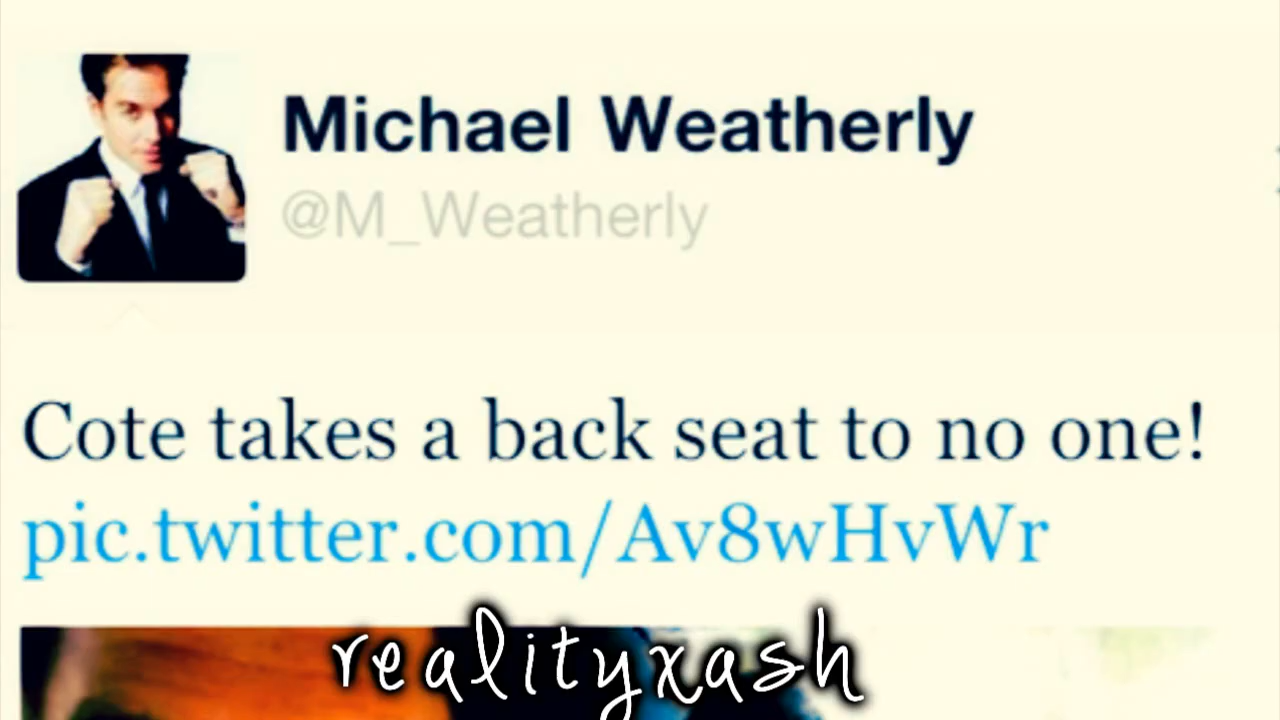 Michael Weatherly
@M_Weatherly
Cote takes a back seat to no one!
pic.twitter.com/Av8wHvWr
realityxash